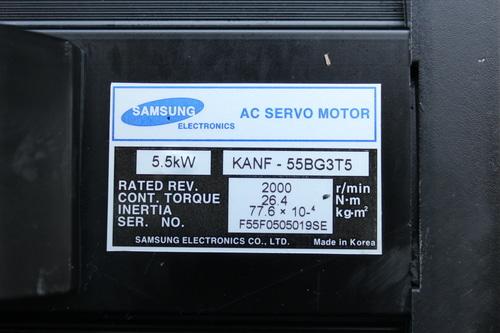 SAMSUNG
ELECTRONICS
AC SERVO MOTOR
5.5kW KANF - 55BG3T5
RATED REV. 2000 r/min
CONT. TORQUE 26.4 N·m
INERTIA 77.6 × 10⁻⁴ kg·m²
SER. NO. F55F0505019SE
SAMSUNG ELECTRONICS CO., LTD. Made in Korea